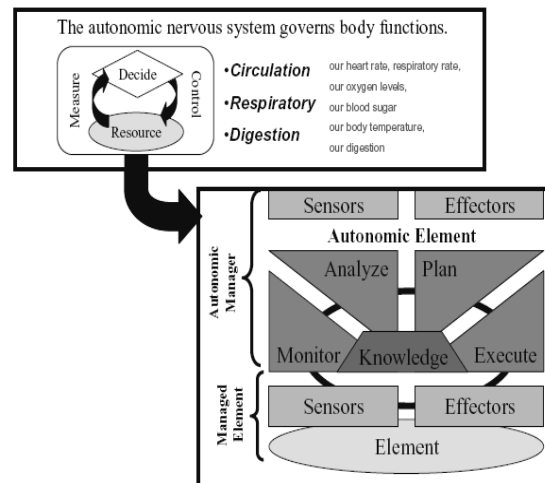 The autonomic nervous system governs body functions.
Measure
Decide
Control
Resource
•Circulation
•Respiratory
•Digestion
our heart rate, respiratory rate,
our oxygen levels,
our blood sugar
our body temperature,
our digestion
Sensors Effectors
Autonomic Element
Autonomic
Manager
Analyze Plan
Monitor Knowledge Execute
Managed
Element
Sensors Effectors
Element